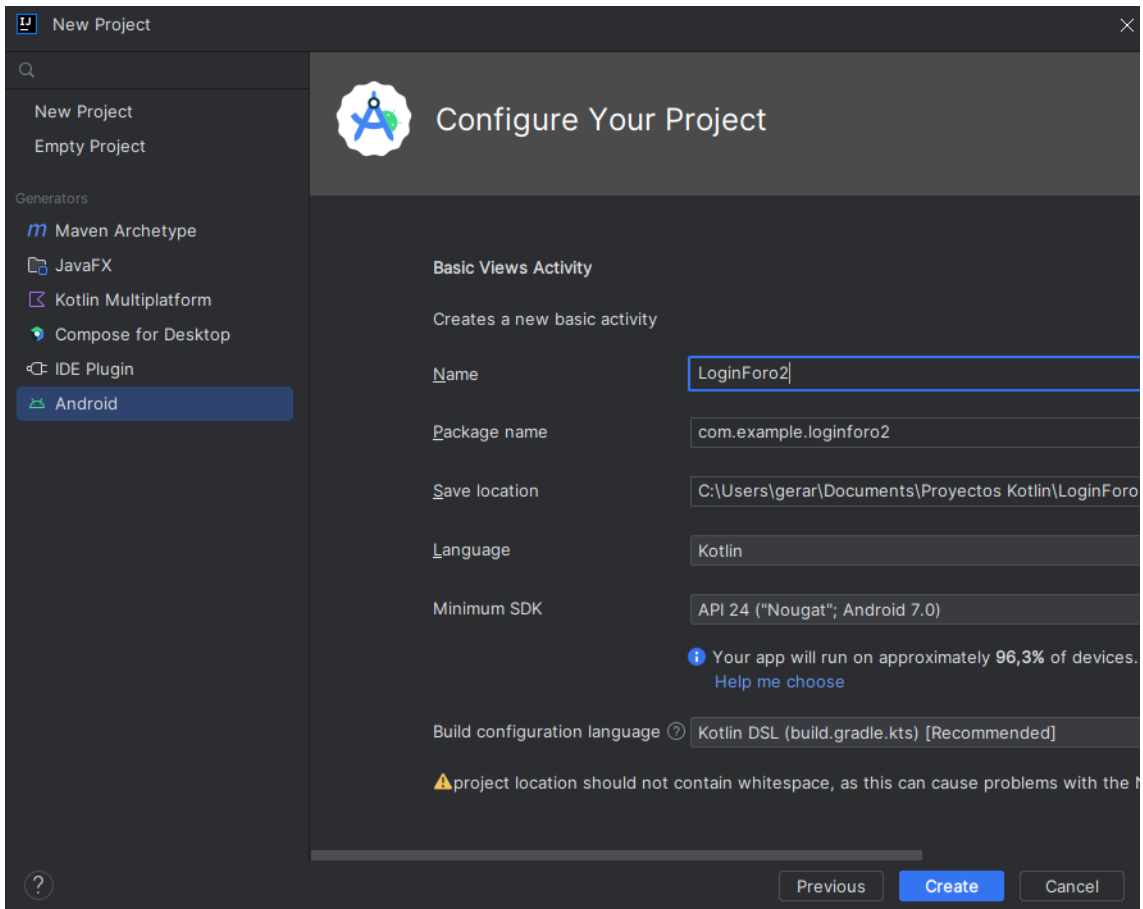 New Project
New Project
Empty Project
Generators
Maven Archetype
JavaFX
Kotlin Multiplatform
Compose for Desktop
IDE Plugin
Android
Configure Your Project
Basic Views Activity
Creates a new basic activity
Name LoginForo2
Package name com.example.loginforo2
Save location C:\Users\gerar\Documents\Proyectos Kotlin\LoginForo
Language Kotlin
Minimum SDK API 24 ("Nougat"; Android 7.0)
Your app will run on approximately 96,3% of devices.
Help me choose
Build configuration language ? Kotlin DSL (build.gradle.kts) [Recommended]
project location should not contain whitespace, as this can cause problems with the
? Previous Create Cancel